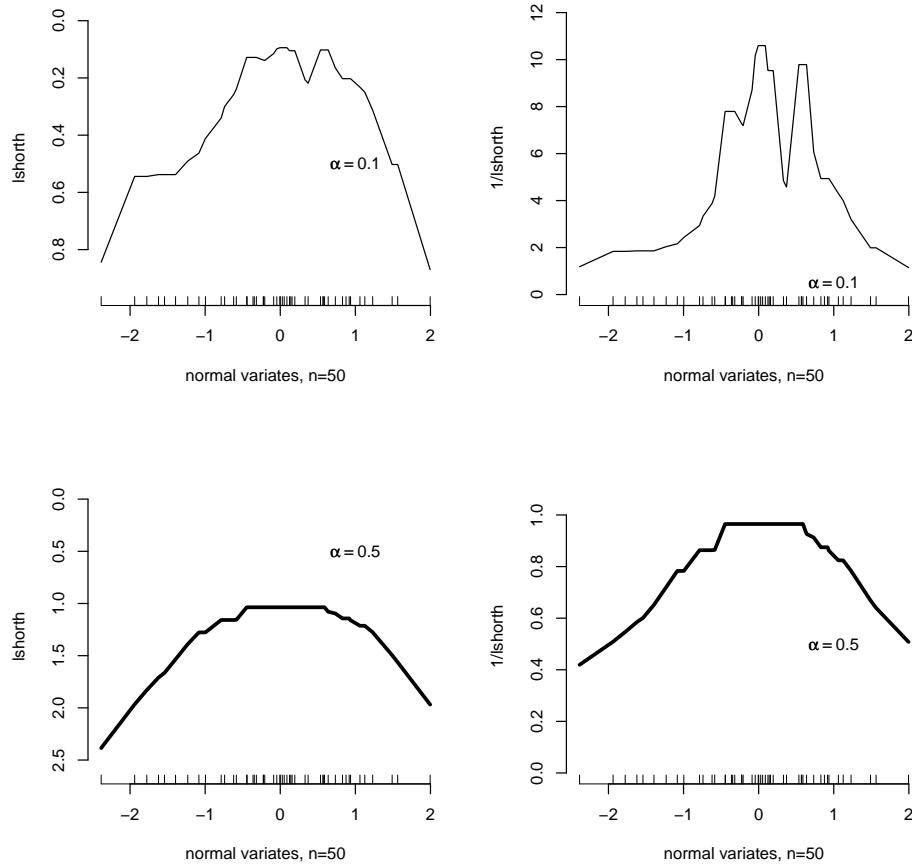 0.0
0.2
0.4
0.6
0.8
lshorth
α = 0.1
−2 −1 0 1 2
normal variates, n=50
12
10
8
6
4
2
0
1/lshorth
α = 0.1
−2 −1 0 1 2
normal variates, n=50
0.0
0.5
1.0
1.5
2.0
2.5
lshorth
α = 0.5
−2 −1 0 1 2
normal variates, n=50
1.0
0.8
0.6
0.4
0.2
0.0
1/lshorth
α = 0.5
−2 −1 0 1 2
normal variates, n=50